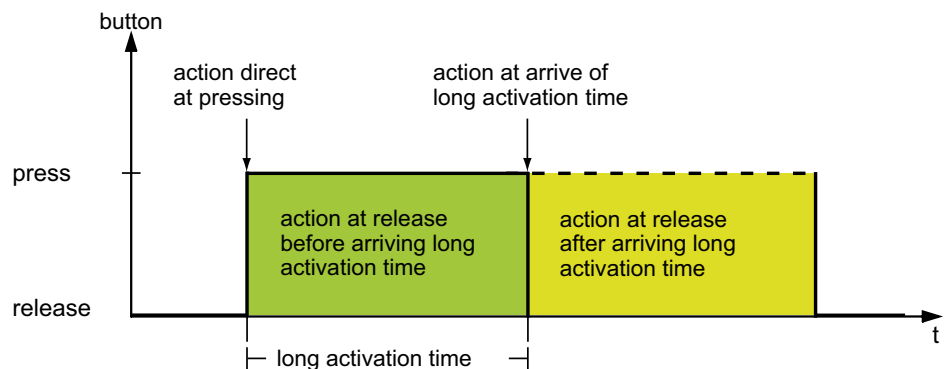 button
action direct
at pressing
action at arrive of
long activation time
press
action at release
before arriving long
activation time
action at release
after arriving long
activation time
release
t
long activation time